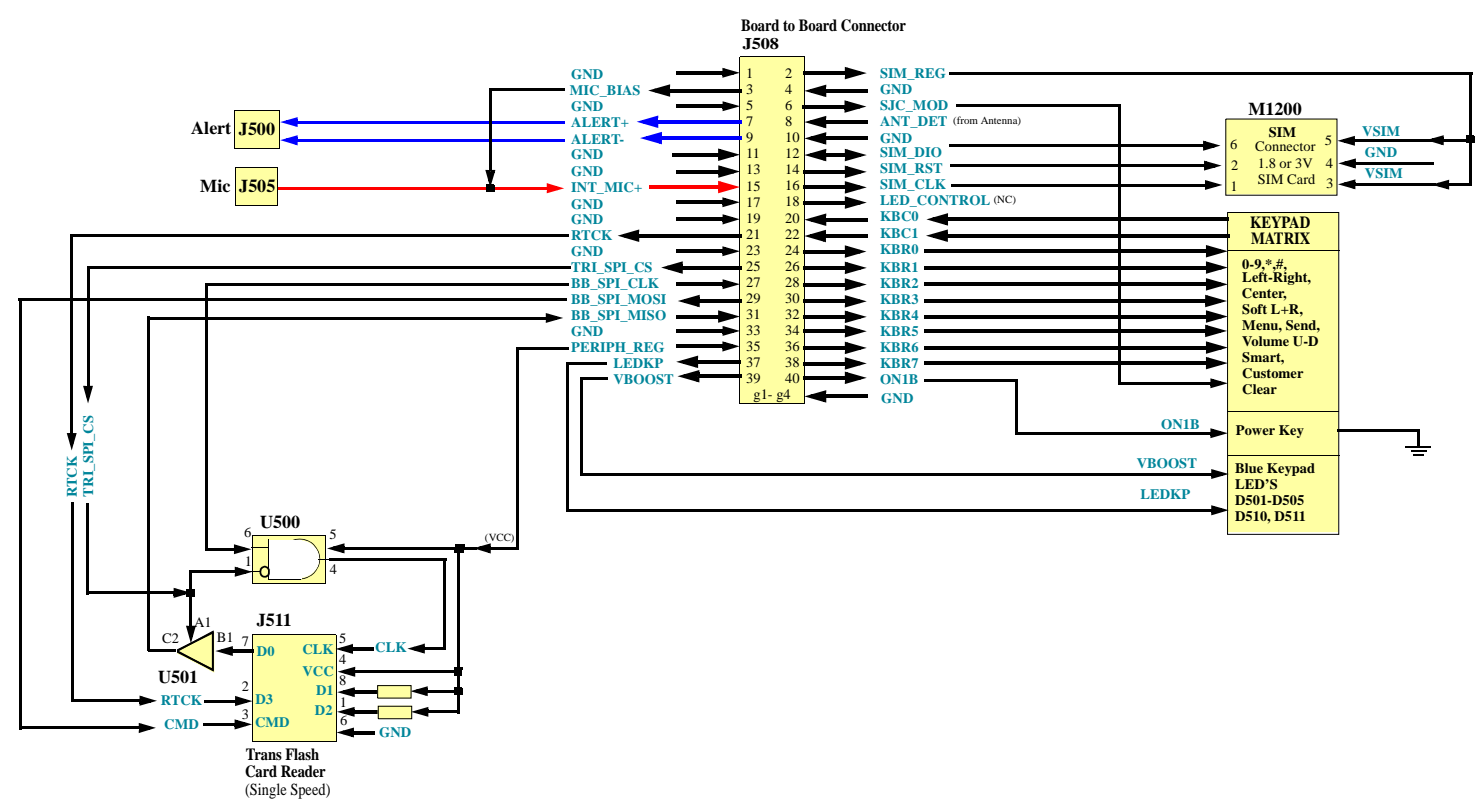 Board to Board Connector
J508
GND
1
2
SIM_REG
MIC_BIAS
3
4
GND
GND
5
6
SJC_MOD
ALERT+
7
8
ANT_DET (from Antenna)
ALERT-
9
10
GND
GND
11
12
SIM_DIO
GND
13
14
SIM_RST
INT_MIC+
15
16
SIM_CLK
GND
17
18
LED_CONTROL (NC)
GND
19
20
KBC0
RTCK
21
22
KBC1
GND
23
24
KBR0
TRI_SPI_CS
25
26
KBR1
BB_SPI_CLK
27
28
KBR2
BB_SPI_MOSI
29
30
KBR3
BB_SPI_MISO
31
32
KBR4
GND
33
34
KBR5
PERIPH_REG
35
36
KBR6
LEDKP
37
38
KBR7
VBOOST
39
40
ON1B
g1- g4
GND
Alert
J500
Mic
J505
M1200
SIM
Connector
1.8 or 3V
SIM Card
6
2
1
5
4
3
VSIM
GND
VSIM
KEYPAD
MATRIX
0-9,*,#,
Left-Right,
Center,
Soft L+R,
Menu, Send,
Volume U-D
Smart,
Customer
Clear
ON1B
Power Key
VBOOST
LEDKP
Blue Keypad
LED'S
D501-D505
D510, D511
RTCK
TRI_SPI_CS
U500
6
1
5
4
(VCC)
J511
A1
C2
B1
U501
7
D0
2
D3
3
CMD
RTCK
CMD
CLK
5
CLK
VCC
4
D1
8
D2
1
6
GND
Trans Flash
Card Reader
(Single Speed)